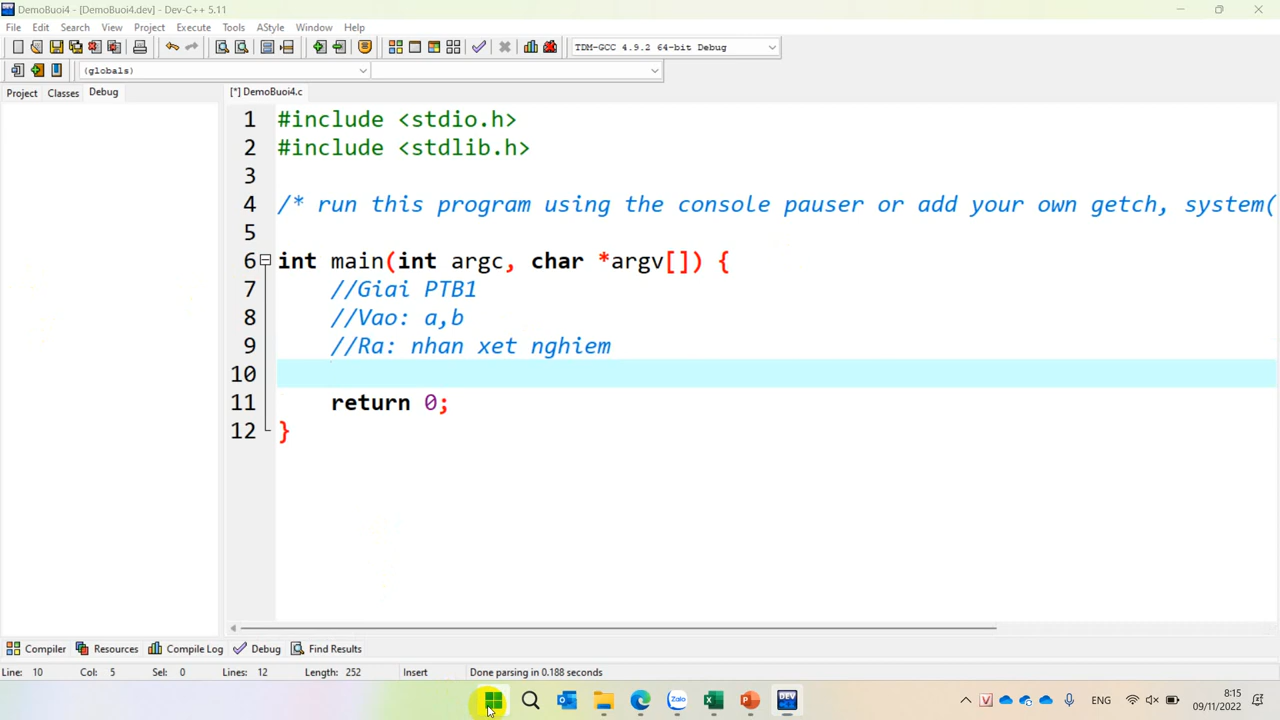 DemoBuoi4 - [DemoBuoi4.dev] - Dev-C++ 5.11
File Edit Search View Project Execute Tools AStyle Window Help
TDM-GCC 4.9.2 64-bit Debug
(globals)
Project Classes Debug
[*] DemoBuoi4.c
1 #include <stdio.h>
2 #include <stdlib.h>
3
4 /* run this program using the console pauser or add your own getch, system(
5
6 int main(int argc, char *argv[]) {
7 //Giai PTB1
8 //Vao: a,b
9 //Ra: nhan xet nghiem
10
11 return 0;
12 }
Compiler Resources Compile Log Debug Find Results
Line: 10 Col: 5 Sel: 0 Lines: 12 Length: 252 Insert Done parsing in 0.188 seconds
Zalo DEV ENG 8:15
09/11/2022